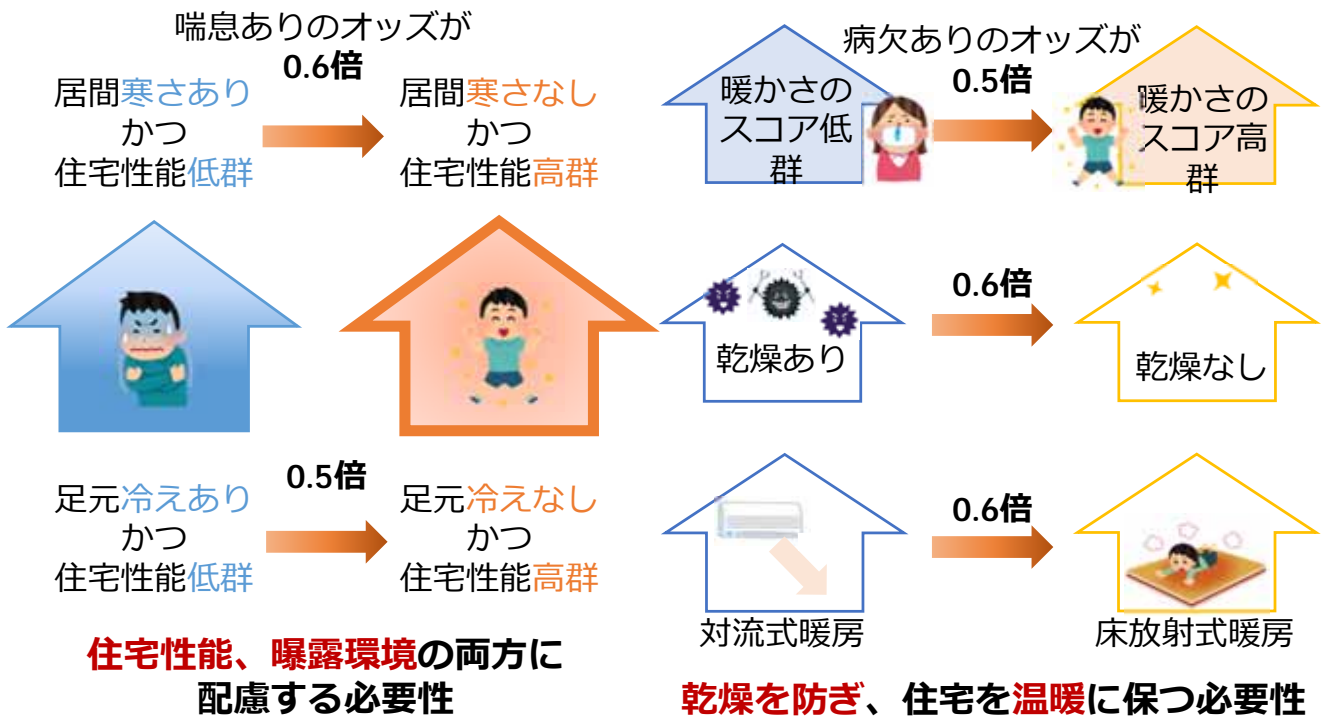 喘息ありのオッズが
0.6倍
居間寒さあり
かつ
住宅性能低群
居間寒さなし
かつ
住宅性能高群
0.5倍
足元冷えあり
かつ
住宅性能低群
足元冷えなし
かつ
住宅性能高群
住宅性能、曝露環境の両方に
配慮する必要性
病欠ありのオッズが
0.5倍
暖かさの
スコア低
群
暖かさの
スコア高
群
0.6倍
乾燥あり
乾燥なし
0.6倍
対流式暖房
床放射式暖房
乾燥を防ぎ、住宅を温暖に保つ必要性